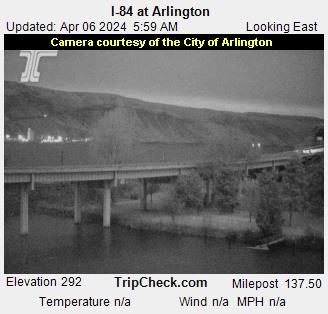 I-84 at Arlington
Updated: Apr 06 2024 5:59 AM Looking East
Camera courtesy of the City of Arlington
Elevation 292 TripCheck.com Milepost 137.50
Temperature n/a Wind n/a MPH n/a